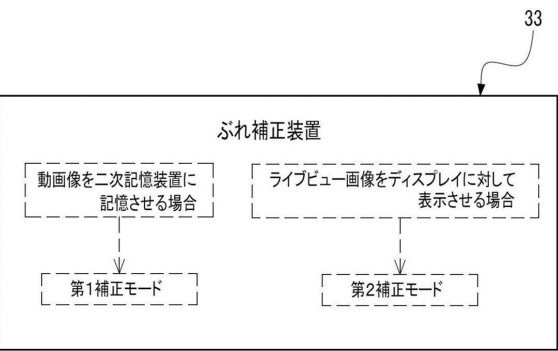 33
ぶれ補正装置
動画像を二次記憶装置に
記憶させる場合
ライブビュー画像をディスプレイに対して
表示させる場合
第1補正モード
第2補正モード